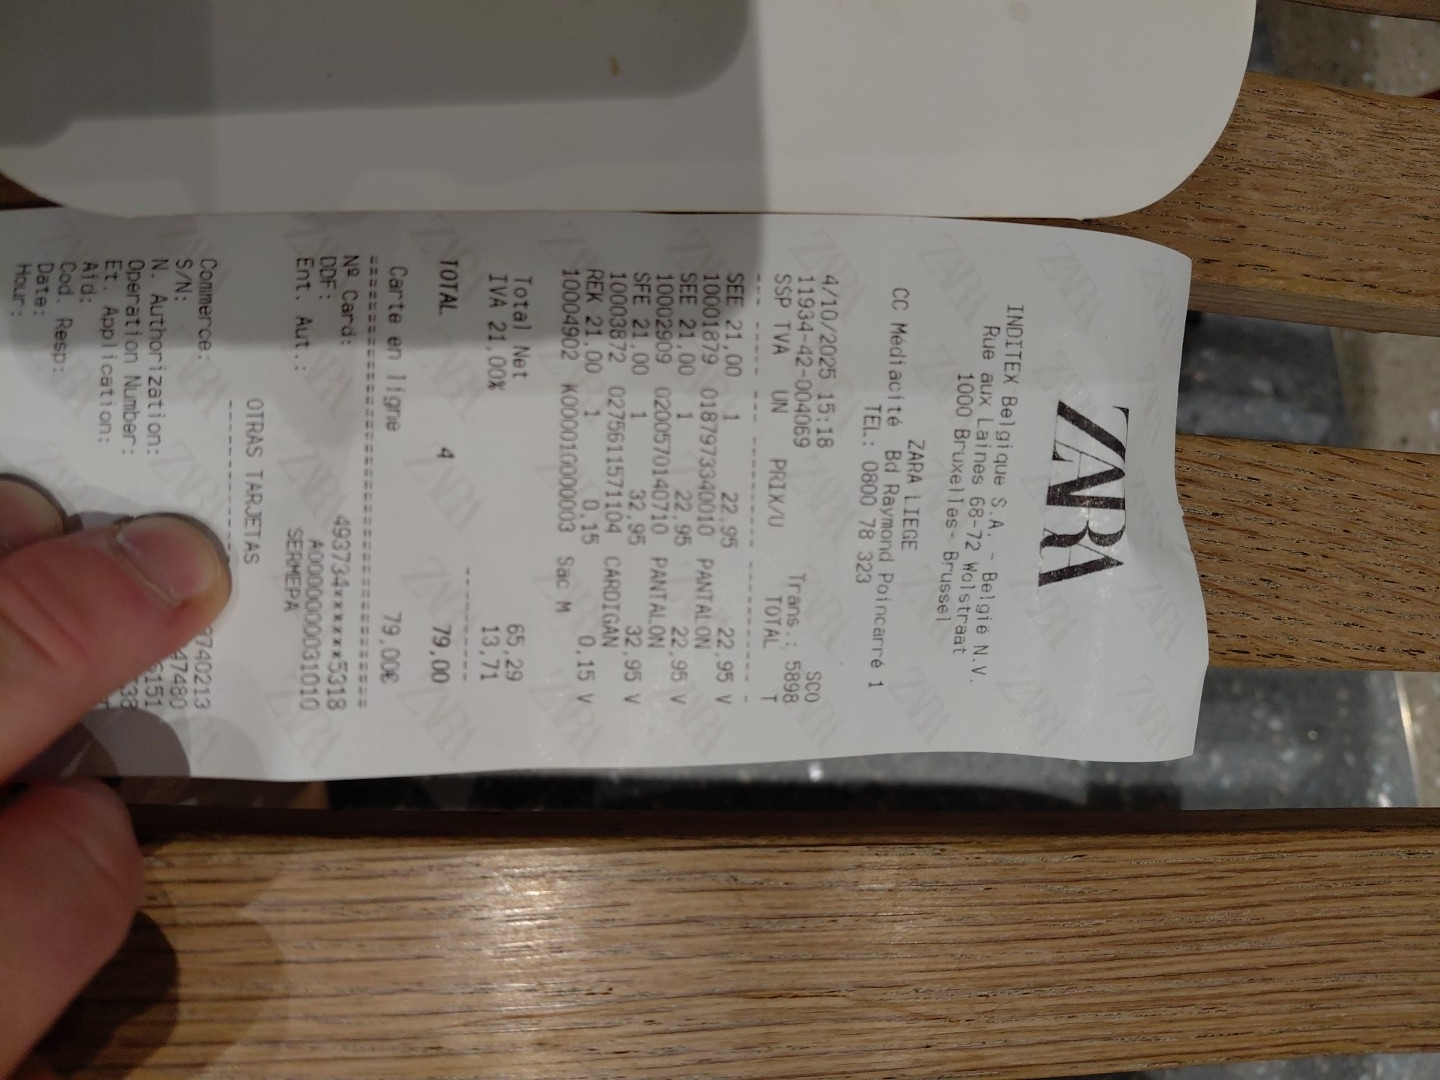 ZARA
INDITEX Belgique S.A. - België N.V.
Rue aux Laines 68-72 Wolstraat
1000 Bruxelles- Brussel
ZARA LIEGE
CC Médiacité Bd Raymond Poincarré 1
TEL.: 0800 78 323
SCO
4/10/2025 15:18
11934-42-004069 Trans.: 5898
SSP TVA UN PRIX/U TOTAL T
SEE 21,00 1 22,95 22,95 V
10001879 0187973340010 PANTALON
SEE 21,00 1 22,95 22,95 V
10002909 0200570140710 PANTALON
SFE 21,00 1 32,95 32,95 V
10003872 0275611571104 CARDIGAN
REK 21,00 1 0,15 0,15 V
10004902 K0000100000003 Sac M
Total Net 65,29
IVA 21,00% 13,71
TOTAL 4 79,00
Carte en ligne 79,00€
Nº Card: 493734******5318
DDF: A0000000031010
Ent. Aut.: SERMEPA
OTRAS TARJETAS
Commerce: 740213
S/N: 47480
N. Authorization: 6151
Operation Number:
Et. Application:
Aid:
Cod. Resp:
Date:
Hour: